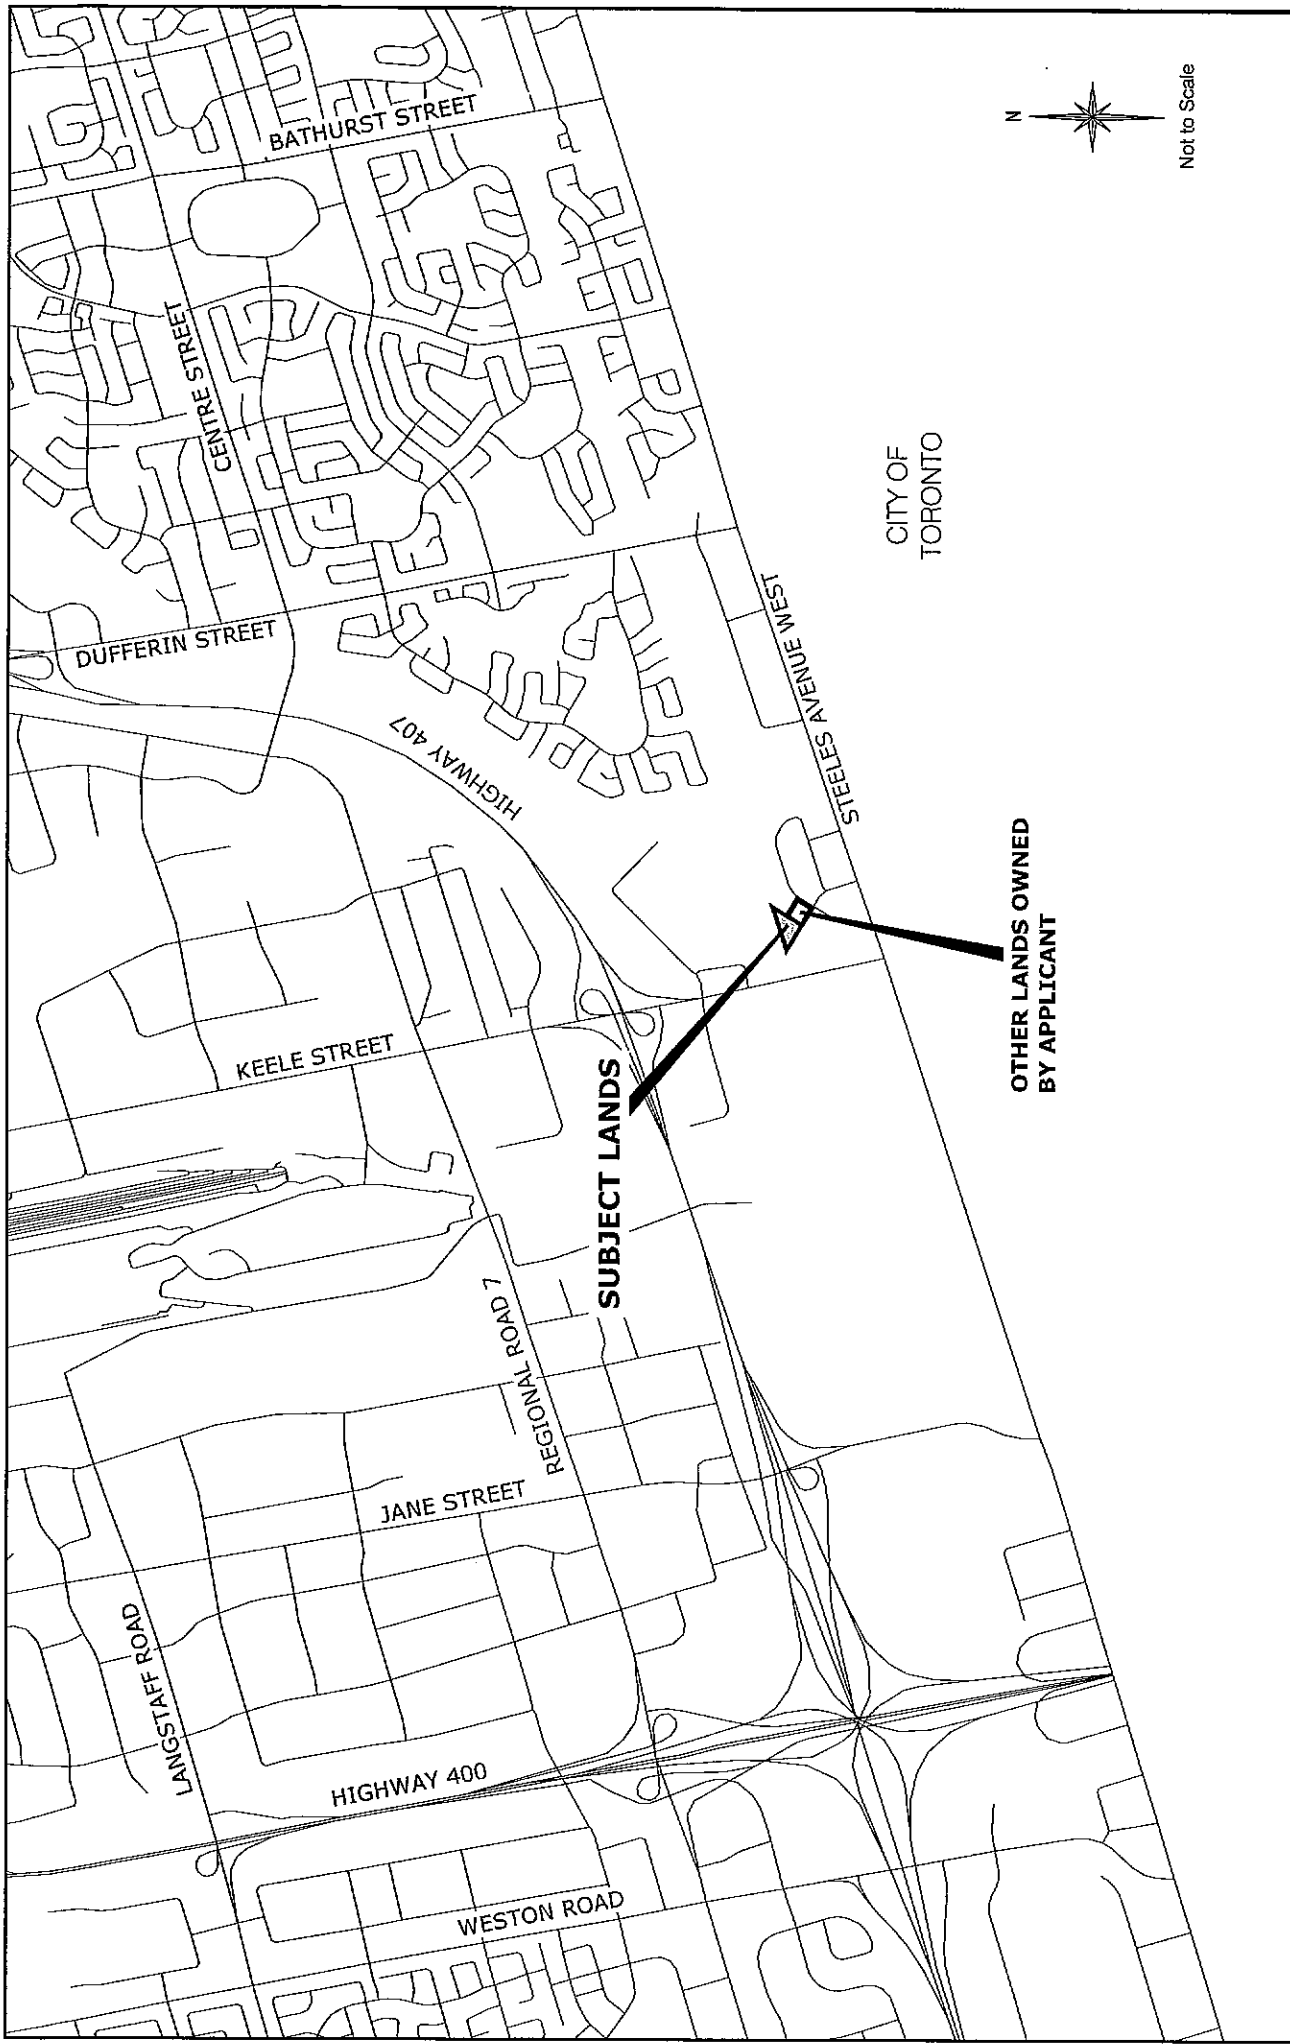 BATHURST STREET
CENTRE STREET
DUFFERIN STREET
HIGHWAY 407
KEELE STREET
REGIONAL ROAD 7
JANE STREET
LANGSTAFF ROAD
HIGHWAY 400
WESTON ROAD
STEELES AVENUE WEST
SUBJECT LANDS
OTHER LANDS OWNED
BY APPLICANT
CITY OF
TORONTO
N
Not to Scale